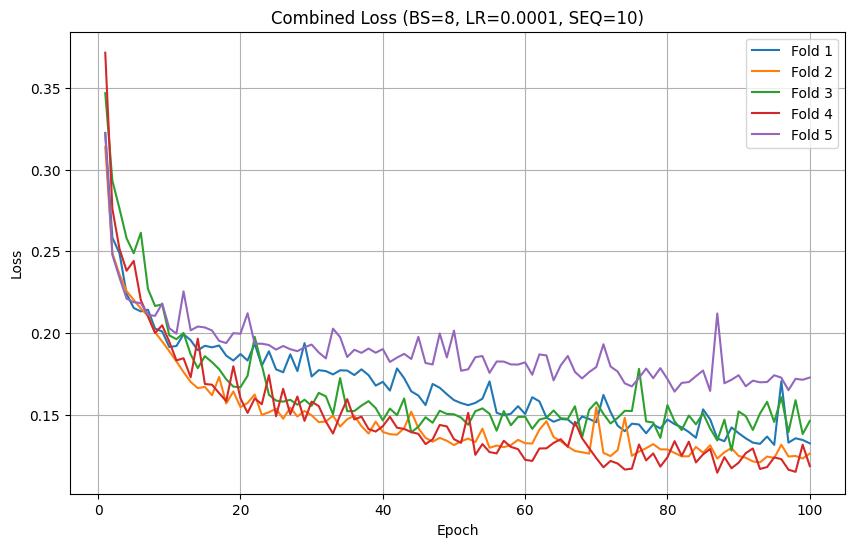 Combined Loss (BS=8, LR=0.0001, SEQ=10)
Fold 1
Fold 2
Fold 3
Fold 4
Fold 5
Loss
0.35
0.30
0.25
0.20
0.15
0 20 40 60 80 100
Epoch